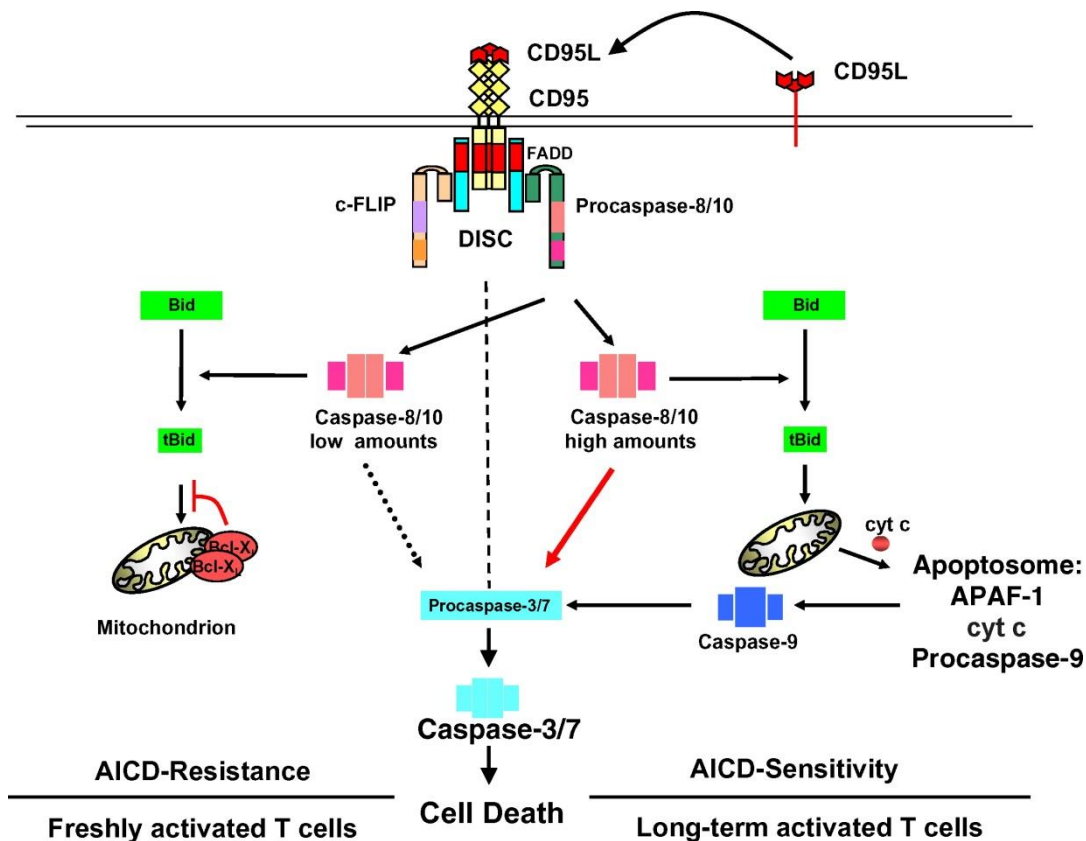 CD95L
CD95L
CD95
FADD
c-FLIP
Procaspase-8/10
DISC
Bid
Bid
Caspase-8/10
low amounts
Caspase-8/10
high amounts
tBid
tBid
cyt c
Bcl-XL
Bcl-XL
Apoptosome:
APAF-1
cyt c
Procaspase-9
Procaspase-3/7
Mitochondrion
Caspase-9
Caspase-3/7
AICD-Resistance
AICD-Sensitivity
Cell Death
Freshly activated T cells
Long-term activated T cells